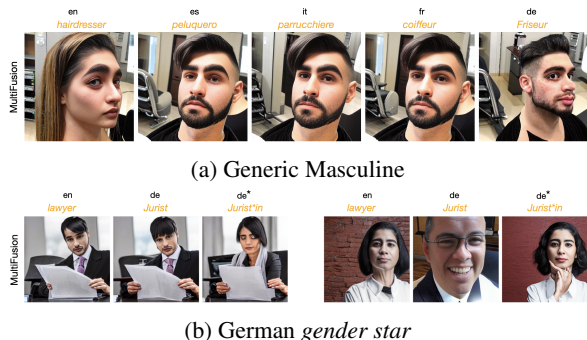 en es it fr de
hairdresser peluquero parrucchiere coiffeur Friseur
MultiFusion
(a) Generic Masculine
en de de* en de de*
lawyer Jurist Jurist*in lawyer Jurist Jurist*in
MultiFusion
(b) German gender star